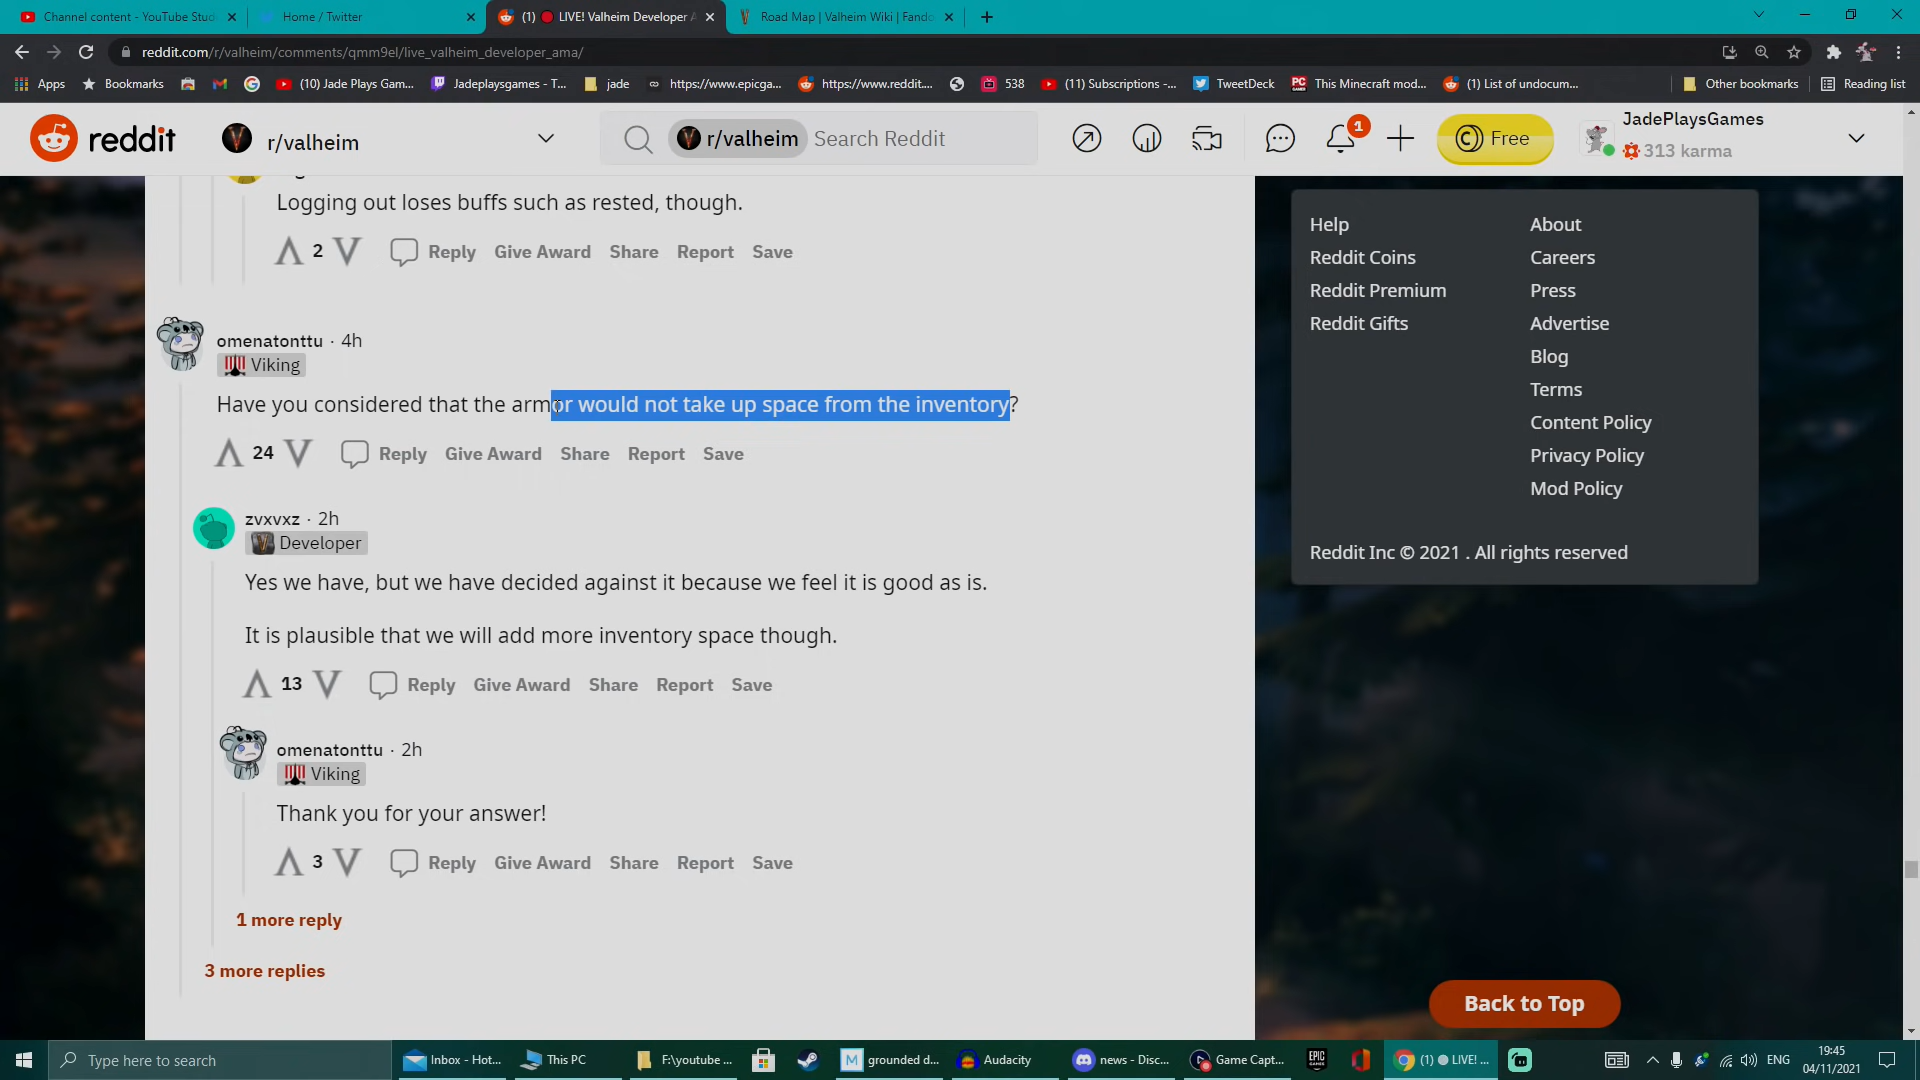 Channel content - YouTube Stud
Home / Twitter
(1) 🔴 LIVE! Valheim Developer A
Road Map | Valheim Wiki | Fando
reddit.com/r/valheim/comments/qmm9el/live_valheim_developer_ama/
Apps
Bookmarks
(10) Jade Plays Gam...
Jadeplaysgames - T...
jade
https://www.epicga...
https://www.reddit....
538
(11) Subscriptions -...
TweetDeck
This Minecraft mod...
(1) List of undocum...
Other bookmarks
Reading list
reddit
r/valheim
r/valheim
Search Reddit
1
Free
JadePlaysGames
313 karma
Logging out loses buffs such as rested, though.
2 Reply Give Award Share Report Save
omenatonttu · 4h
Viking
Have you considered that the armor would not take up space from the inventory?
24 Reply Give Award Share Report Save
zvxvxz · 2h
Developer
Yes we have, but we have decided against it because we feel it is good as is.
It is plausible that we will add more inventory space though.
13 Reply Give Award Share Report Save
omenatonttu · 2h
Viking
Thank you for your answer!
3 Reply Give Award Share Report Save
1 more reply
3 more replies
Help
Reddit Coins
Reddit Premium
Reddit Gifts
About
Careers
Press
Advertise
Blog
Terms
Content Policy
Privacy Policy
Mod Policy
Reddit Inc © 2021 . All rights reserved
Back to Top
Type here to search
Inbox - Hot...
This PC
F:\youtube ...
grounded d...
Audacity
news - Disc...
Game Capt...
(1) 🔴 LIVE! ...
ENG
19:45
04/11/2021